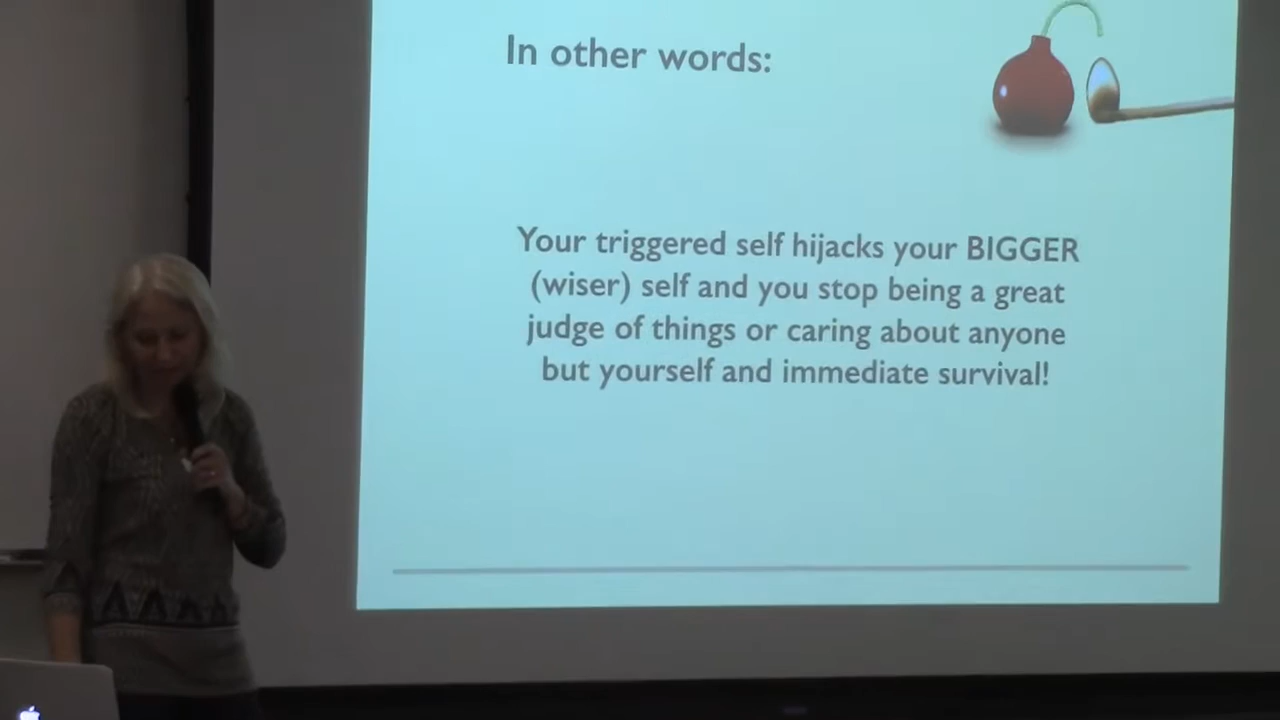 In other words:
Your triggered self hijacks your BIGGER
(wiser) self and you stop being a great
judge of things or caring about anyone
but yourself and immediate survival!